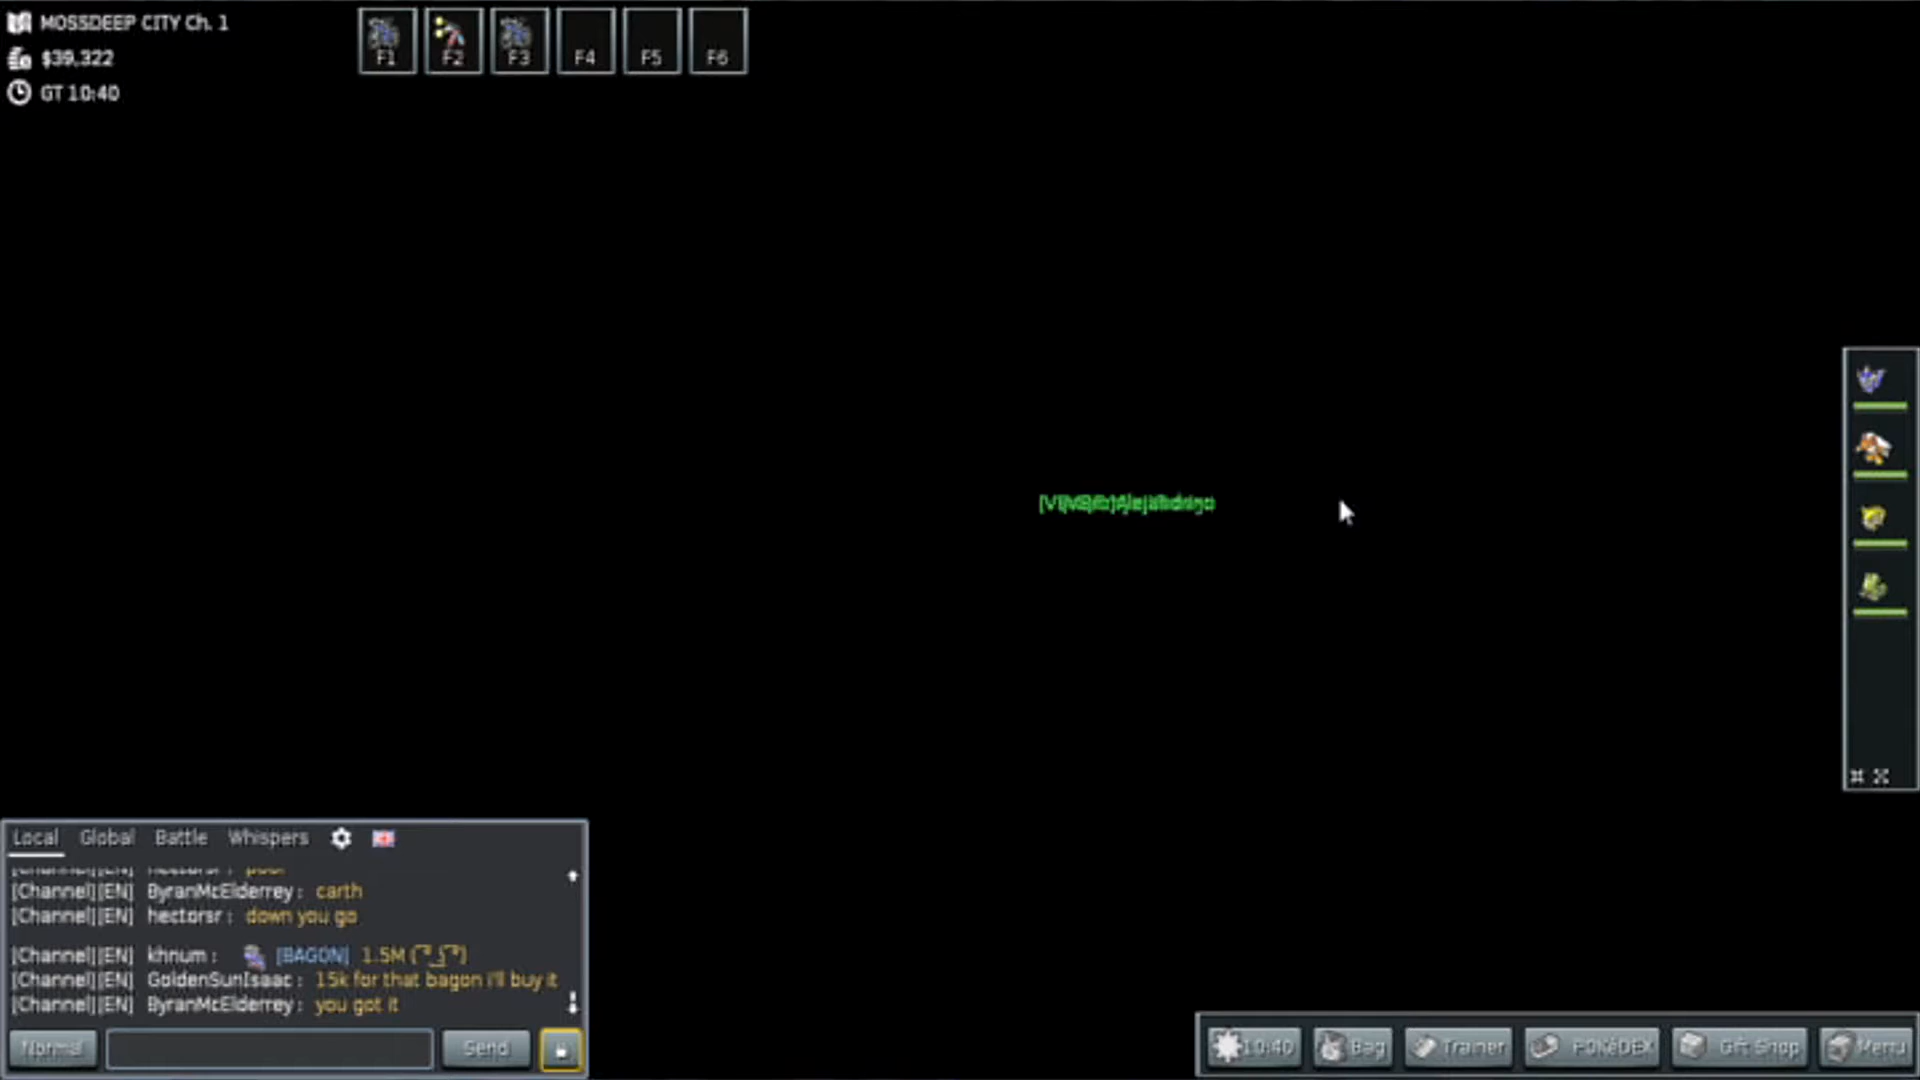 MOSSDEEP CITY Ch. 1
$39,322
GT 10:40
F1 F2 F3 F4 F5 F6
Local Global Battle Whispers
[Channel][EN]
[Channel][EN] ByranMcElderrey : carth
[Channel][EN] hectorsr : down you go
[Channel][EN] khnum : [BAGON] 1.5M ( ͡° ͜ʖ ͡°)
[Channel][EN] GoldenSunIsaac : 15k for that bagon i'll buy it
[Channel][EN] ByranMcElderrey : you got it
Normal Send
10:40 Bag Trainer POKéDEX Gift Shop Menu